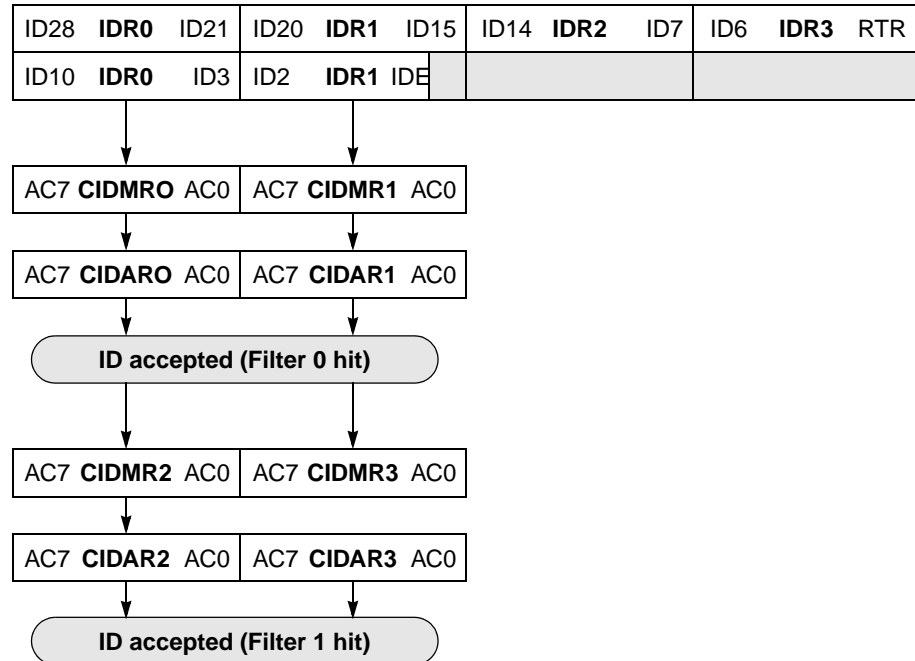 ID28 IDR0 ID21 ID20 IDR1 ID15 ID14 IDR2 ID7 ID6 IDR3 RTR
ID10 IDR0 ID3 ID2 IDR1 IDE
AC7 CIDMRO AC0 AC7 CIDMR1 AC0
AC7 CIDARO AC0 AC7 CIDAR1 AC0
ID accepted (Filter 0 hit)
AC7 CIDMR2 AC0 AC7 CIDMR3 AC0
AC7 CIDAR2 AC0 AC7 CIDAR3 AC0
ID accepted (Filter 1 hit)